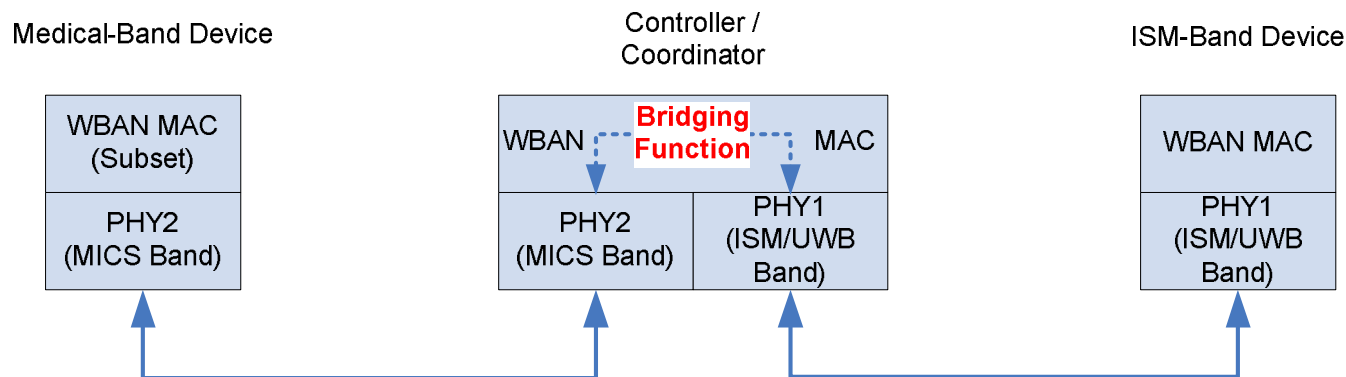 Medical-Band Device
Controller /
Coordinator
ISM-Band Device
WBAN MAC
(Subset)
PHY2
(MICS Band)
WBAN
Bridging
Function
MAC
PHY2
(MICS Band)
PHY1
(ISM/UWB
Band)
WBAN MAC
PHY1
(ISM/UWB
Band)